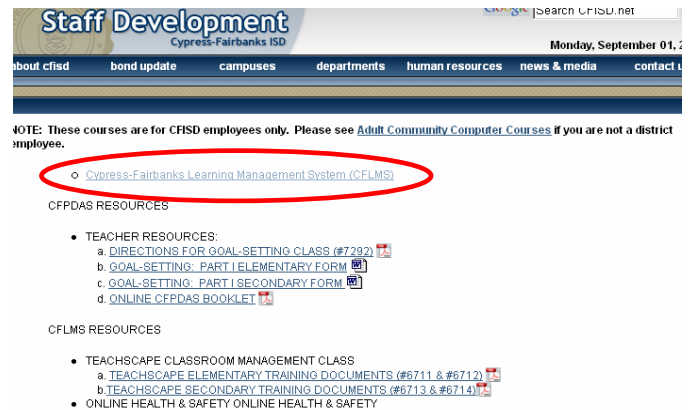 Google Search CFISD.net
Staff Development
Cypress-Fairbanks ISD
Monday, September 01, 2
about cfisd bond update campuses departments human resources news & media contact u
NOTE: These courses are for CFISD employees only. Please see Adult Community Computer Courses if you are not a district
employee.
Cypress-Fairbanks Learning Management System (CFLMS)
CFPDAS RESOURCES
TEACHER RESOURCES:
a. DIRECTIONS FOR GOAL-SETTING CLASS (#7292)
b. GOAL-SETTING: PART I ELEMENTARY FORM
c. GOAL-SETTING: PART I SECONDARY FORM
d. ONLINE CFPDAS BOOKLET
CFLMS RESOURCES
TEACHSCAPE CLASSROOM MANAGEMENT CLASS
a. TEACHSCAPE ELEMENTARY TRAINING DOCUMENTS (#6711 & #6712)
b.TEACHSCAPE SECONDARY TRAINING DOCUMENTS (#6713 & #6714)
ONLINE HEALTH & SAFETY ONLINE HEALTH & SAFETY